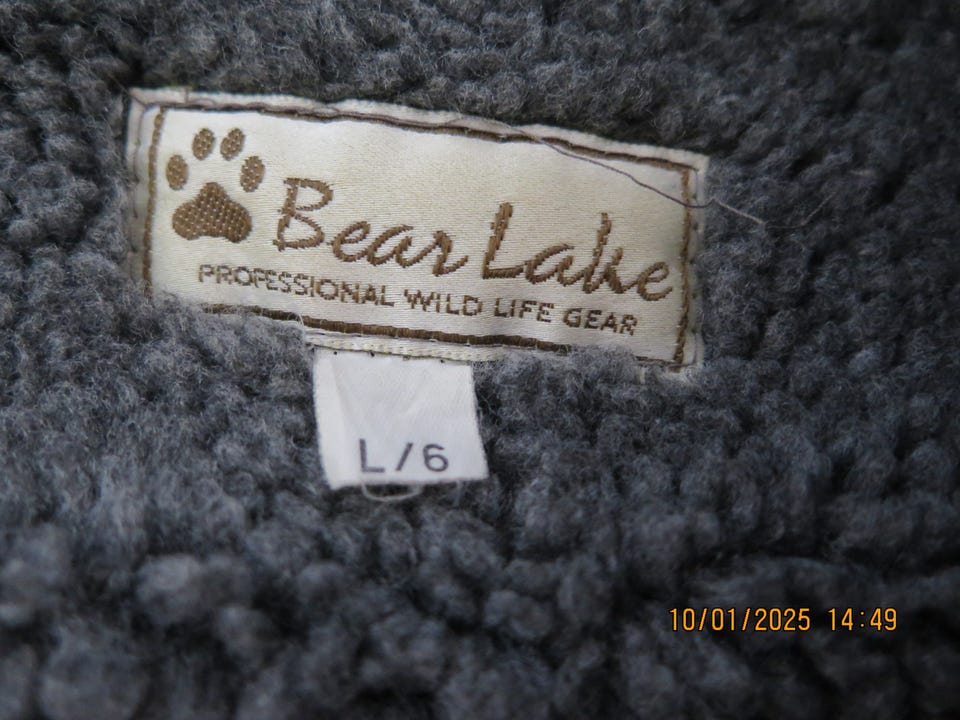 Bear Lake
PROFESSIONAL WILD LIFE GEAR
L/6
10/01/2025 14:49